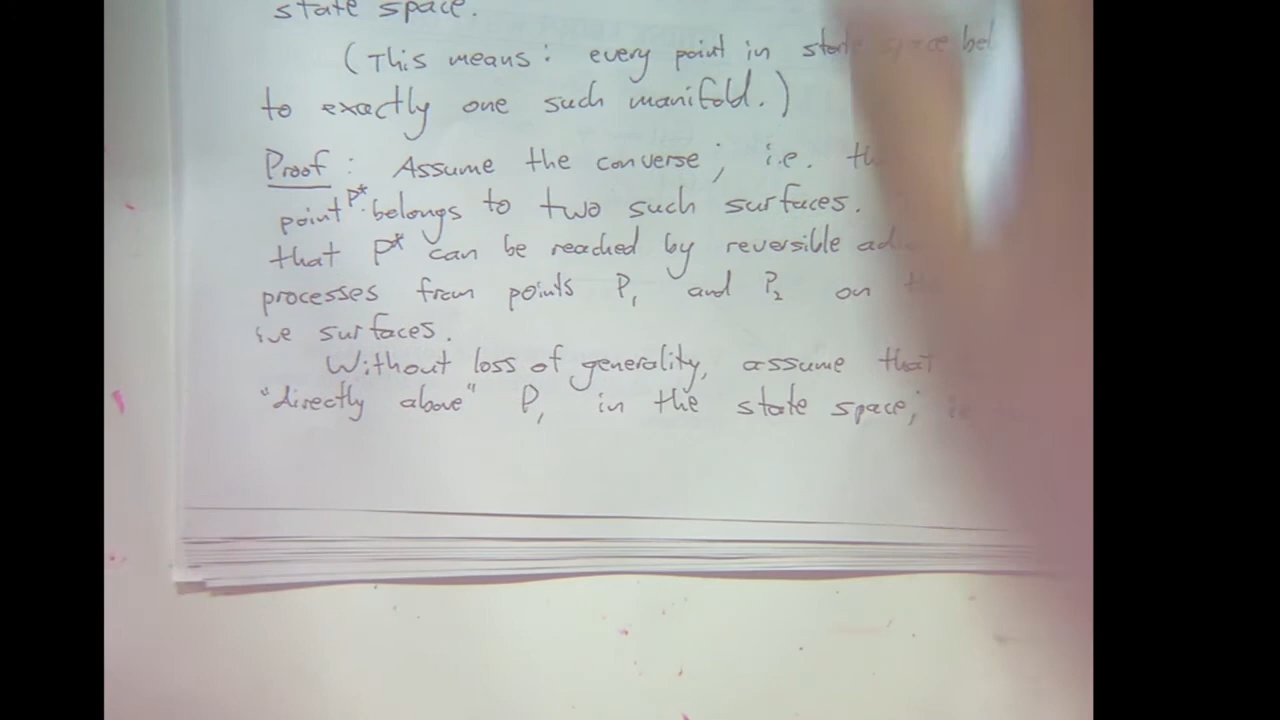 state space.
(This means: every point in state space
to exactly one such manifold.)
Proof: Assume the converse; i.e.
point P* belongs to two such surfaces.
that P* can be reached by reversible
processes from points P₁ and P₂ on
ive surfaces.
Without loss of generality, assume that
"directly above" P₁ in the state space;